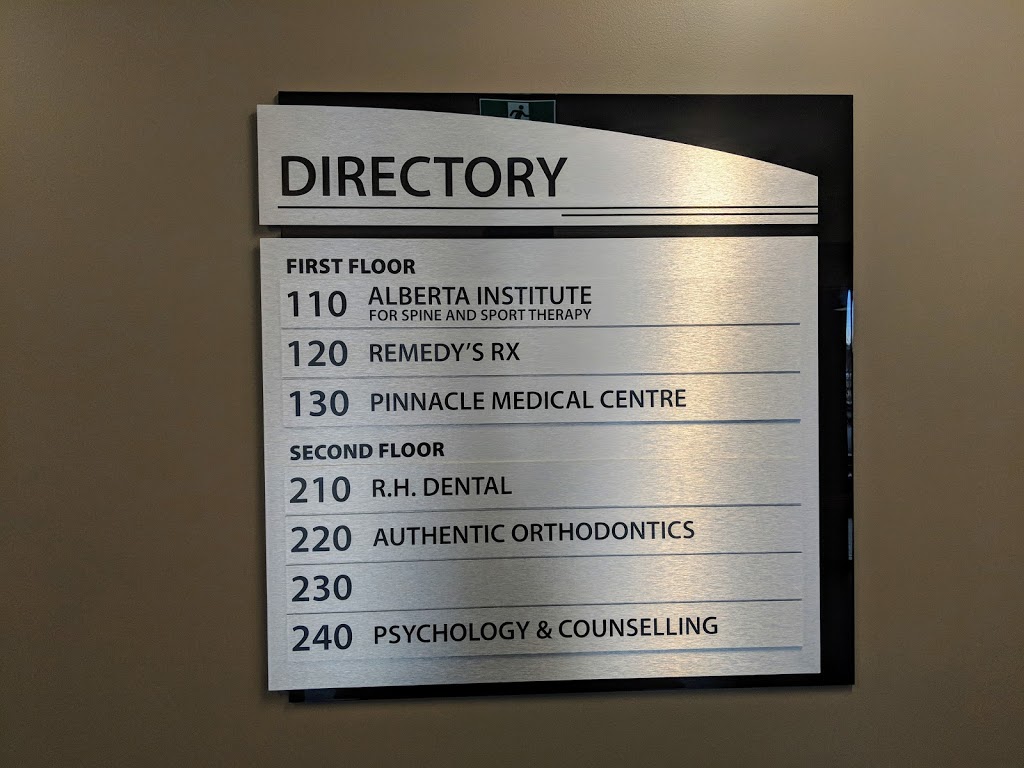 DIRECTORY
FIRST FLOOR
110 ALBERTA INSTITUTE
FOR SPINE AND SPORT THERAPY
120 REMEDY'S RX
130 PINNACLE MEDICAL CENTRE
SECOND FLOOR
210 R.H. DENTAL
220 AUTHENTIC ORTHODONTICS
230
240 PSYCHOLOGY & COUNSELLING